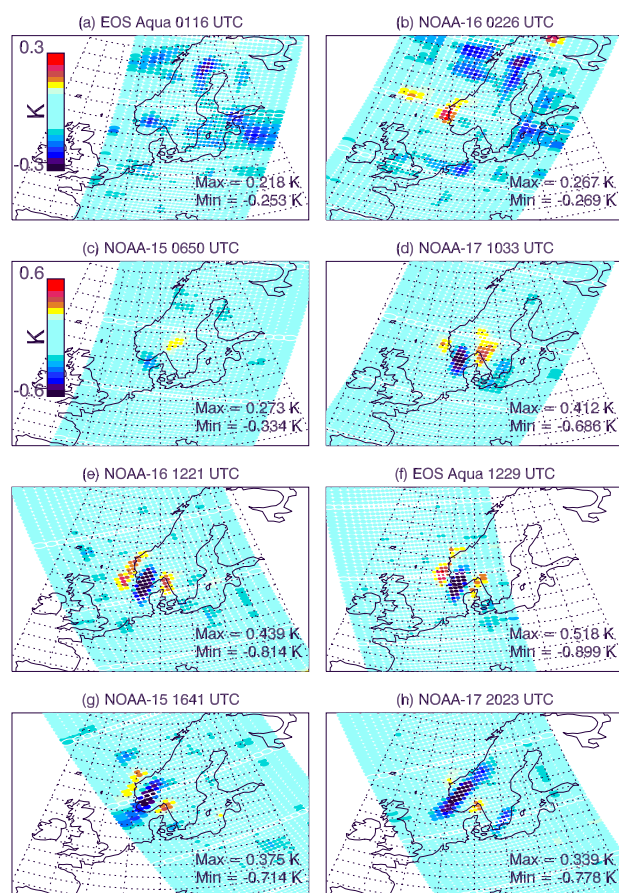 (a) EOS Aqua 0116 UTC
(b) NOAA-16 0226 UTC
0.3
K
-0.3
Max = 0.218 K
Min = -0.253 K
Max = 0.267 K
Min = -0.269 K
(c) NOAA-15 0650 UTC
(d) NOAA-17 1033 UTC
0.6
K
-0.6
Max = 0.273 K
Min = -0.334 K
Max = 0.412 K
Min = -0.686 K
(e) NOAA-16 1221 UTC
(f) EOS Aqua 1229 UTC
Max = 0.439 K
Min = -0.814 K
Max = 0.518 K
Min = -0.899 K
(g) NOAA-15 1641 UTC
(h) NOAA-17 2023 UTC
Max = 0.375 K
Min = -0.714 K
Max = 0.339 K
Min = -0.778 K